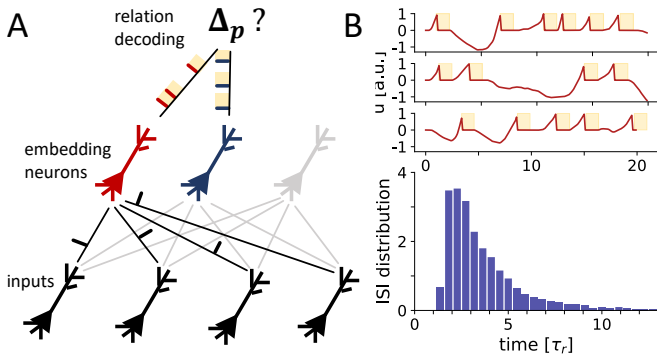 A
relation
decoding
Δp ?
embedding
neurons
inputs
B
u [a.u.]
1
0
-1
1
0
-1
1
0
-1
0
10
20
ISI distribution
4
2
0
0
5
10
time [τr]